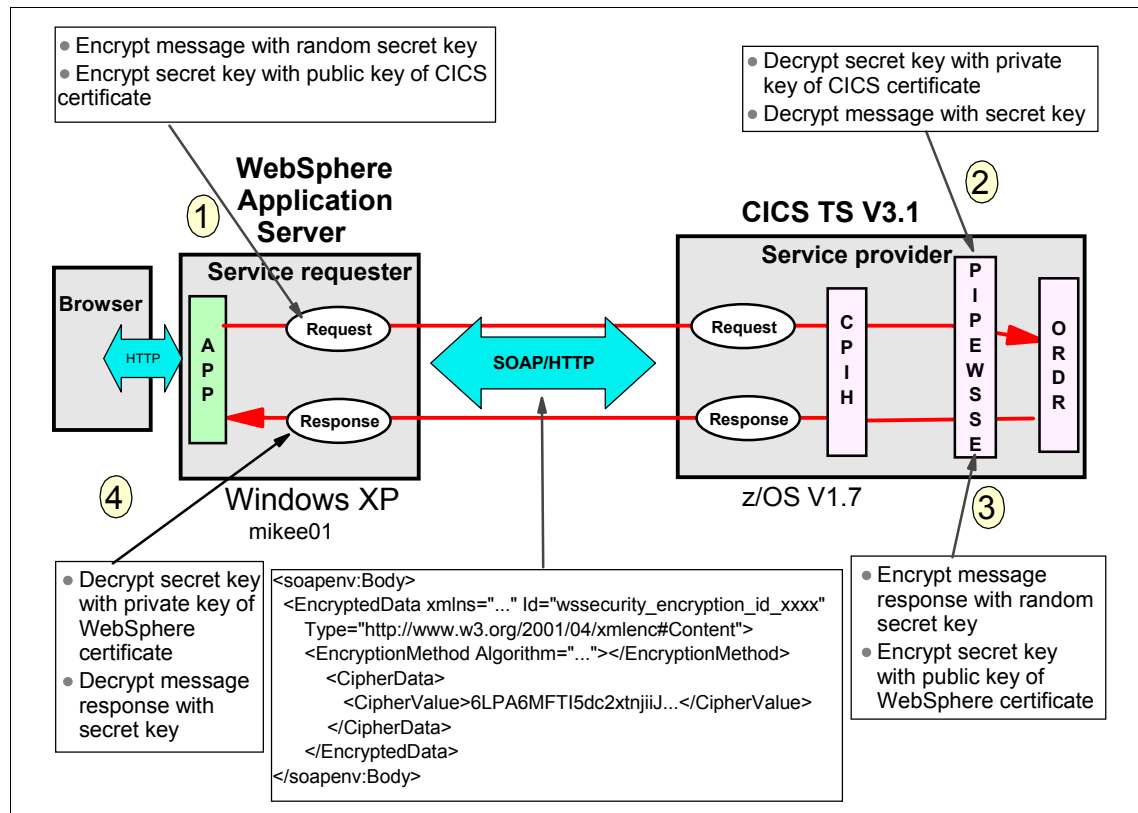 ● Encrypt message with random secret key
● Encrypt secret key with public key of CICS
certificate
● Decrypt secret key with private
key of CICS certificate
● Decrypt message with secret key
WebSphere
Application
Server
1
2
CICS TS V3.1
Service requester
Service provider
Browser
HTTP
APP
Request
Response
SOAP/HTTP
Request
Response
CPIH
PIPEWSSE
ORDR
Windows XP
mikee01
z/OS V1.7
4
3
● Decrypt secret key
with private key of
WebSphere
certificate
● Decrypt message
response with
secret key
<soapenv:Body>
<EncryptedData xmlns="..." Id="wssecurity_encryption_id_xxxx"
Type="http://www.w3.org/2001/04/xmlenc#Content">
<EncryptionMethod Algorithm="..."></EncryptionMethod>
<CipherData>
<CipherValue>6LPA6MFTI5dc2xtnjiiJ...</CipherValue>
</CipherData>
</EncryptedData>
</soapenv:Body>
● Encrypt message
response with random
secret key
● Encrypt secret key
with public key of
WebSphere certificate